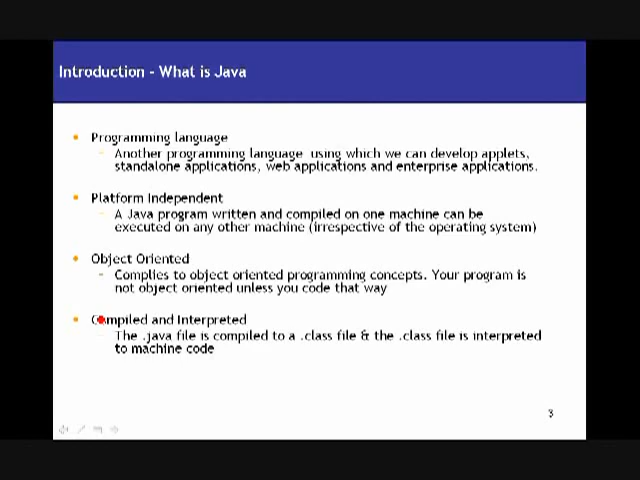 Introduction - What is Java
Programming language
Another programming language using which we can develop applets,
standalone applications, web applications and enterprise applications.
Platform Independent
A Java program written and compiled on one machine can be
executed on any other machine (irrespective of the operating system)
Object Oriented
Complies to object oriented programming concepts. Your program is
not object oriented unless you code that way
Compiled and Interpreted
The .java file is compiled to a .class file & the .class file is interpreted
to machine code
3